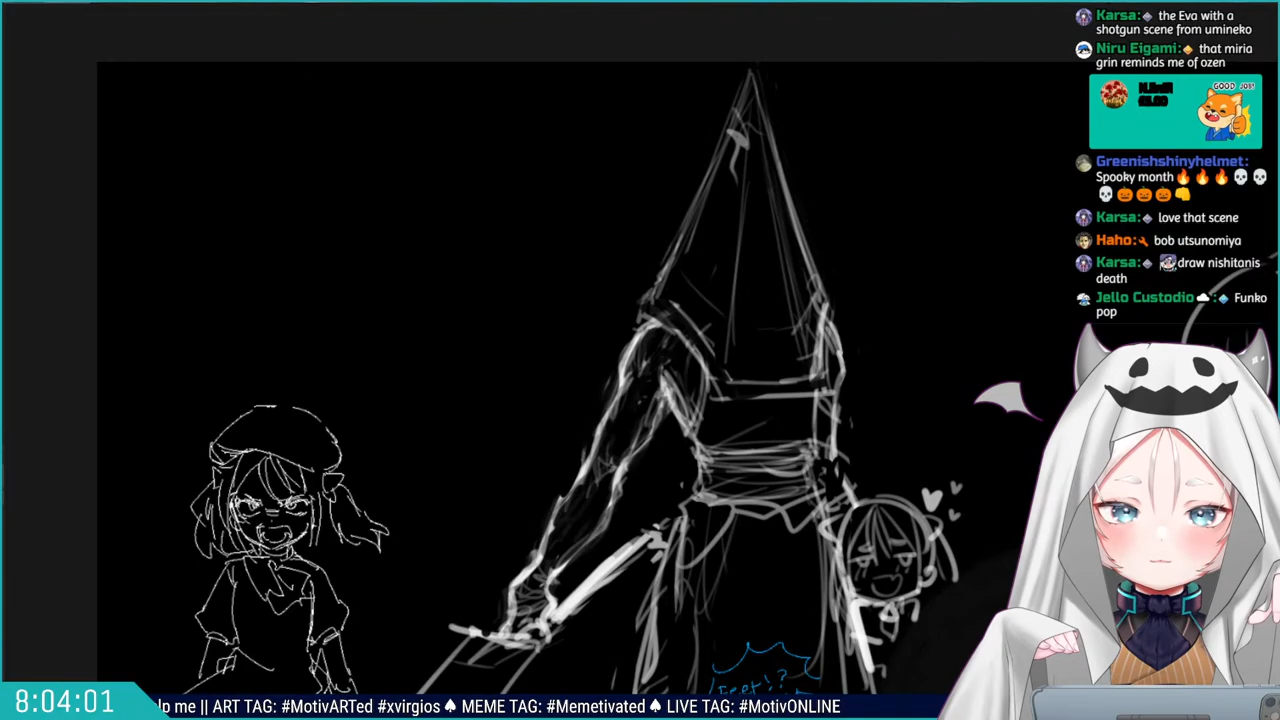 Karsa: the Eva with a
shotgun scene from umineko
Niru Eigami: that miria
grin reminds me of ozen
GOOD JOB!
Greenishshinyhelmet:
Spooky month🔥🔥🔥💀💀
💀🎃🎃🎃👊
Karsa: love that scene
Haho: bob utsunomiya
Karsa: draw nishitanis
death
Jello Custodio☁: Funko
pop
Feet!?
8:04:01
lp me || ART TAG: #MotivARTed #xvirgios ♠ MEME TAG: #Memetivated ♠ LIVE TAG: #MotivONLINE